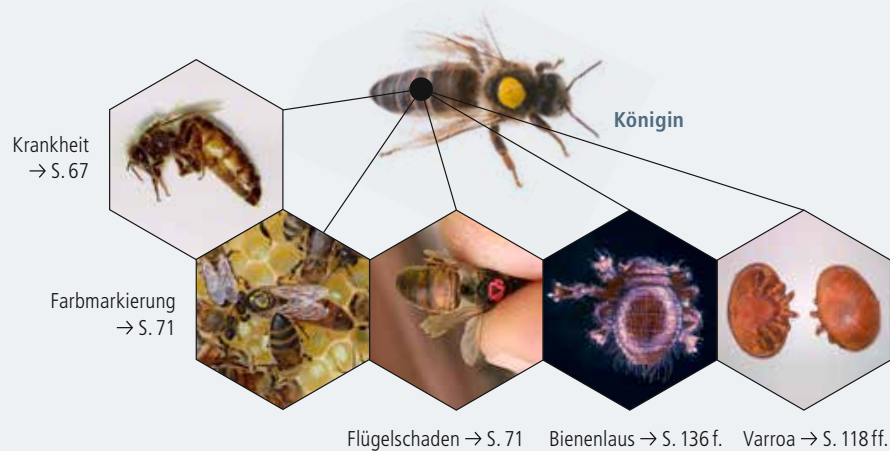 Königin
Krankheit
→ S. 67
Farbmarkierung
→ S. 71
Flügelschaden → S. 71
Bienenlaus → S. 136 f.
Varroa → S. 118 ff.